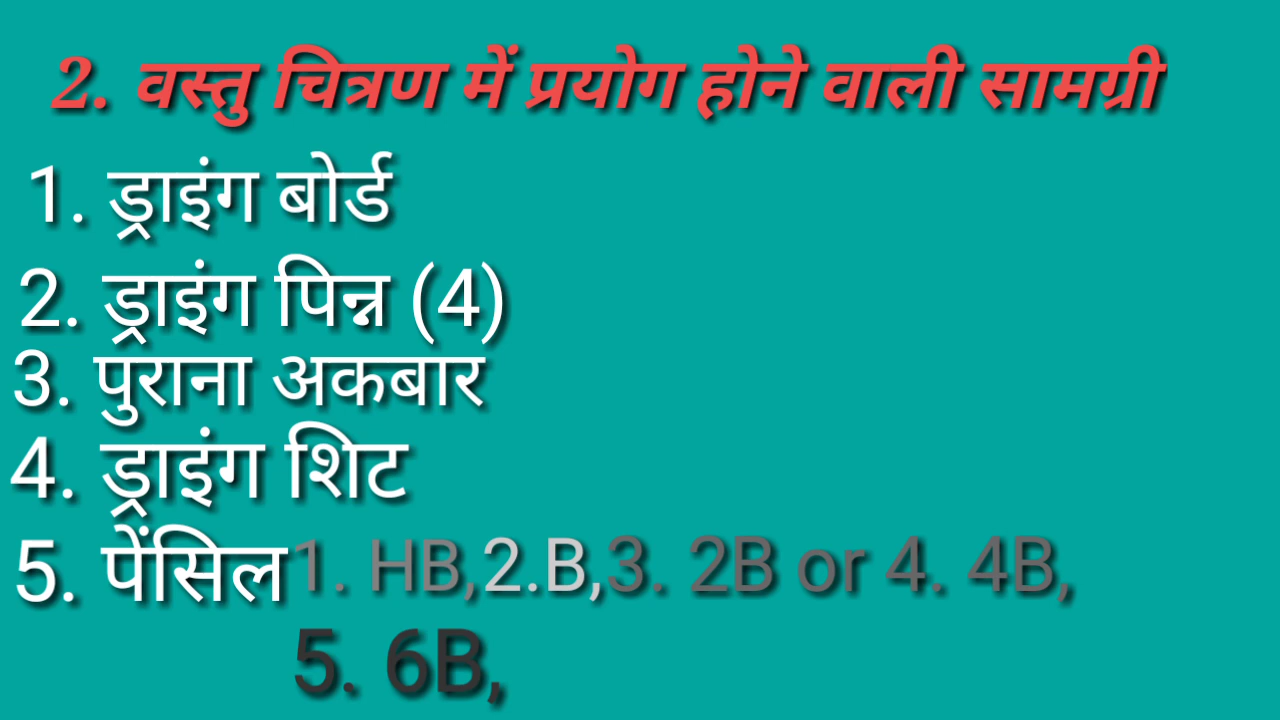 2. वस्तु चित्रण में प्रयोग होने वाली सामग्री
1. ड्राइंग बोर्ड
2. ड्राइंग पिन्न (4)
3. पुराना अकबार
4. ड्राइंग शिट
5. पेंसिल 1. HB, 2.B, 3. 2B or 4. 4B,
5. 6B,